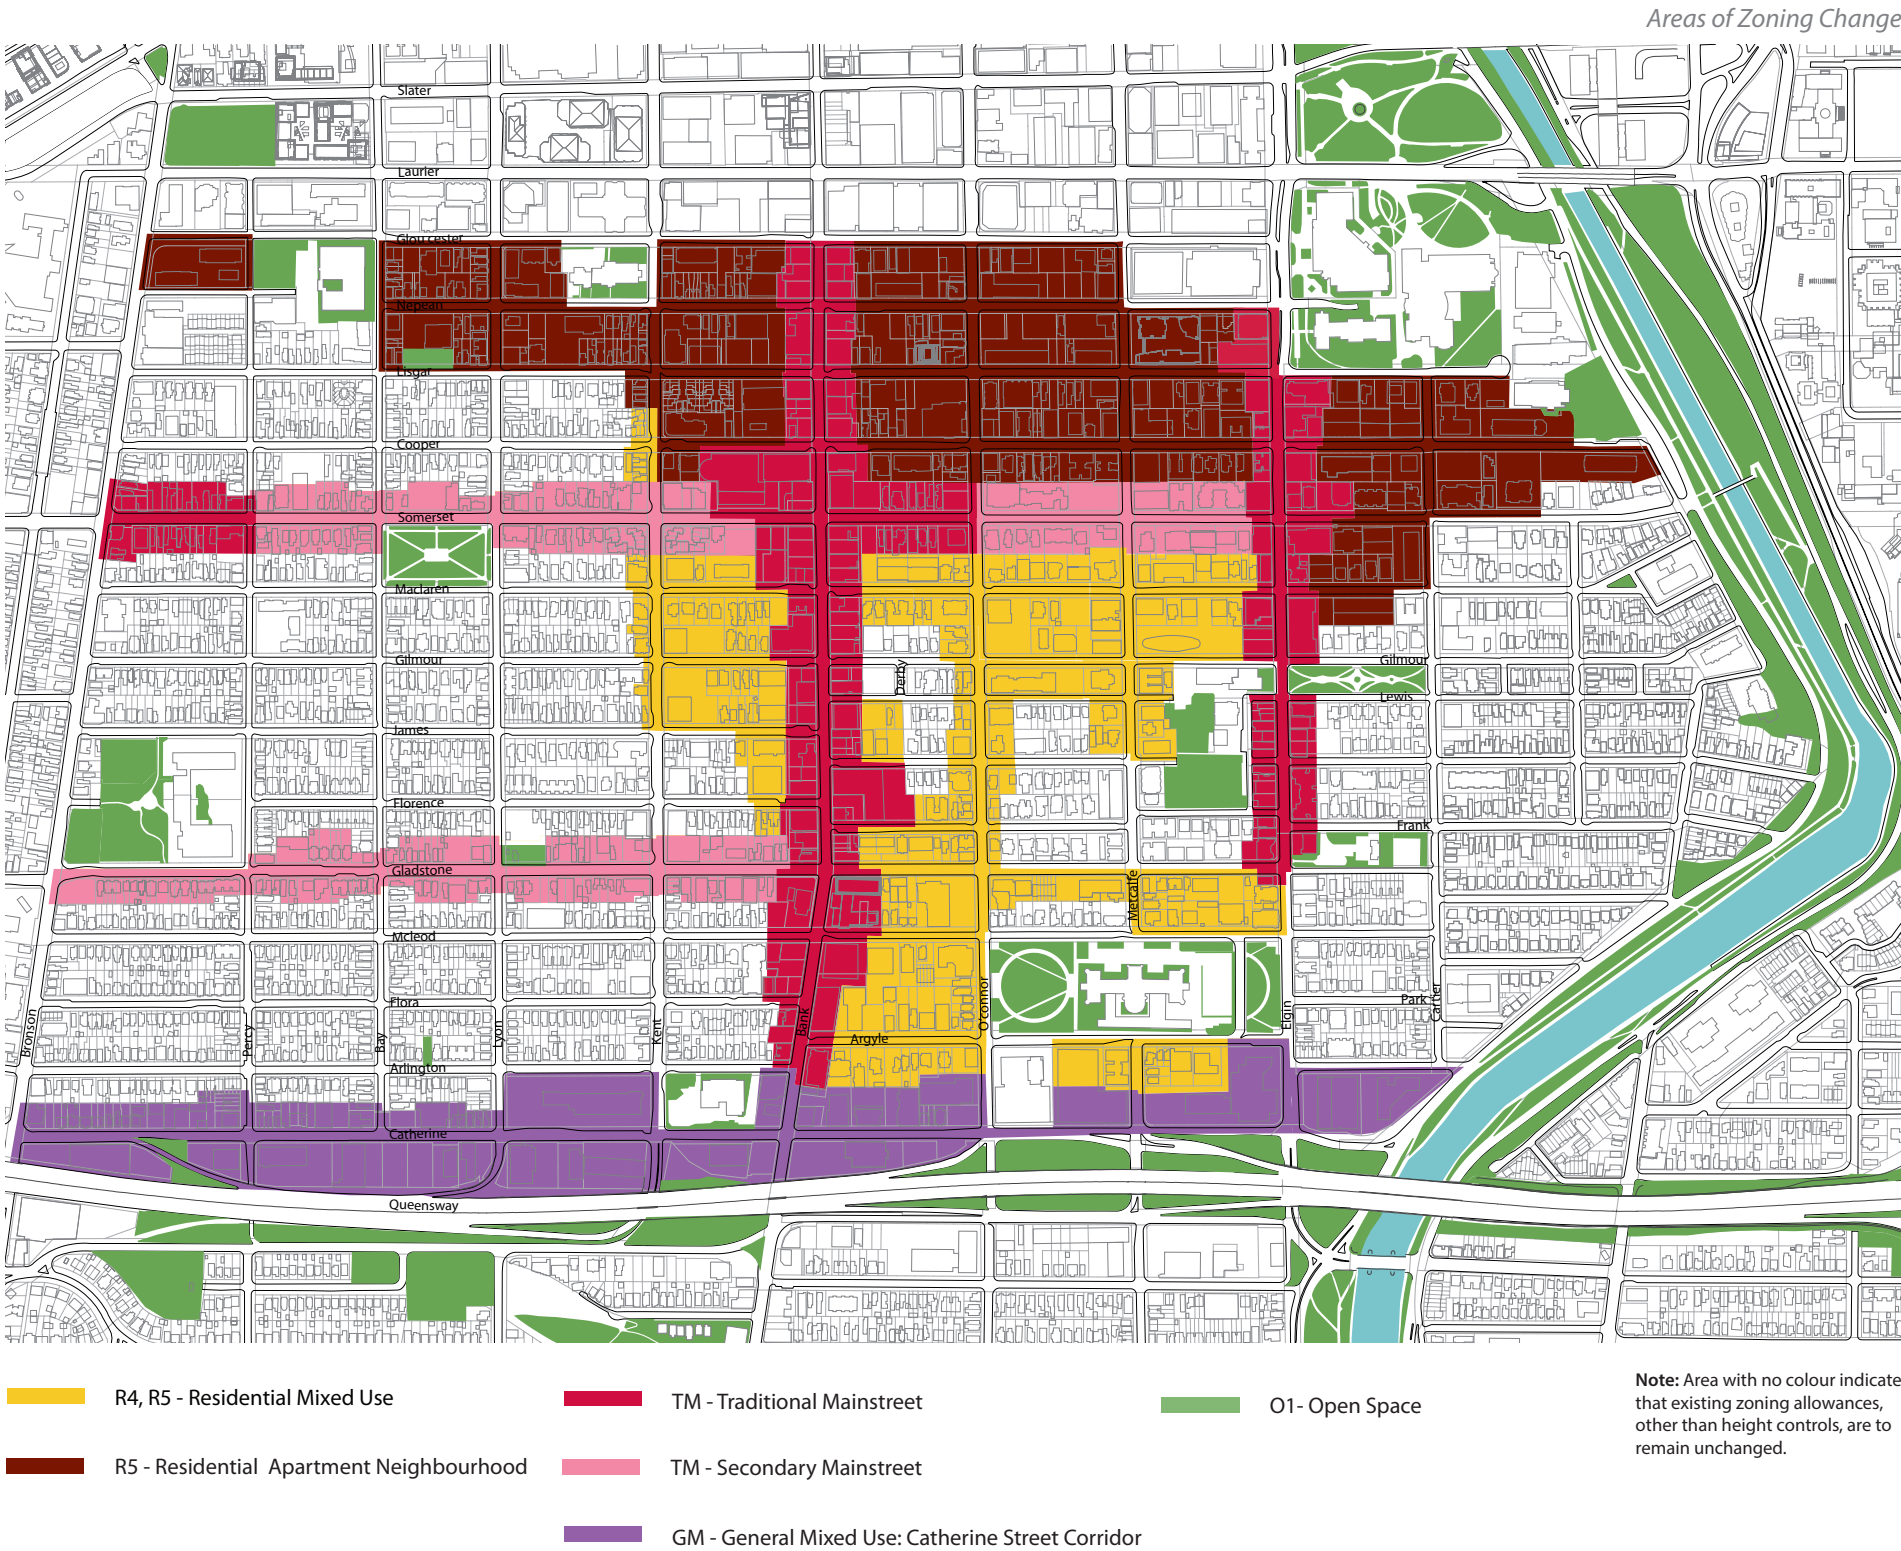 Areas of Zoning Change
Slater
Laurier
Gloucester
Nepean
Lisgar
Cooper
Somerset
Maclaren
Gilmour
Derby
Gilmour
Lewis
James
Florence
Frank
Gladstone
Metcalfe
Mcleod
Flora
Park
Cartier
Bronson
Percy
Bay
Lyon
Kent
Bank
O'connor
Elgin
Argyle
Arlington
Catherine
Queensway
R4, R5 - Residential Mixed Use
TM - Traditional Mainstreet
O1- Open Space
R5 - Residential Apartment Neighbourhood
TM - Secondary Mainstreet
GM - General Mixed Use: Catherine Street Corridor
Note: Area with no colour indicate
that existing zoning allowances,
other than height controls, are to
remain unchanged.